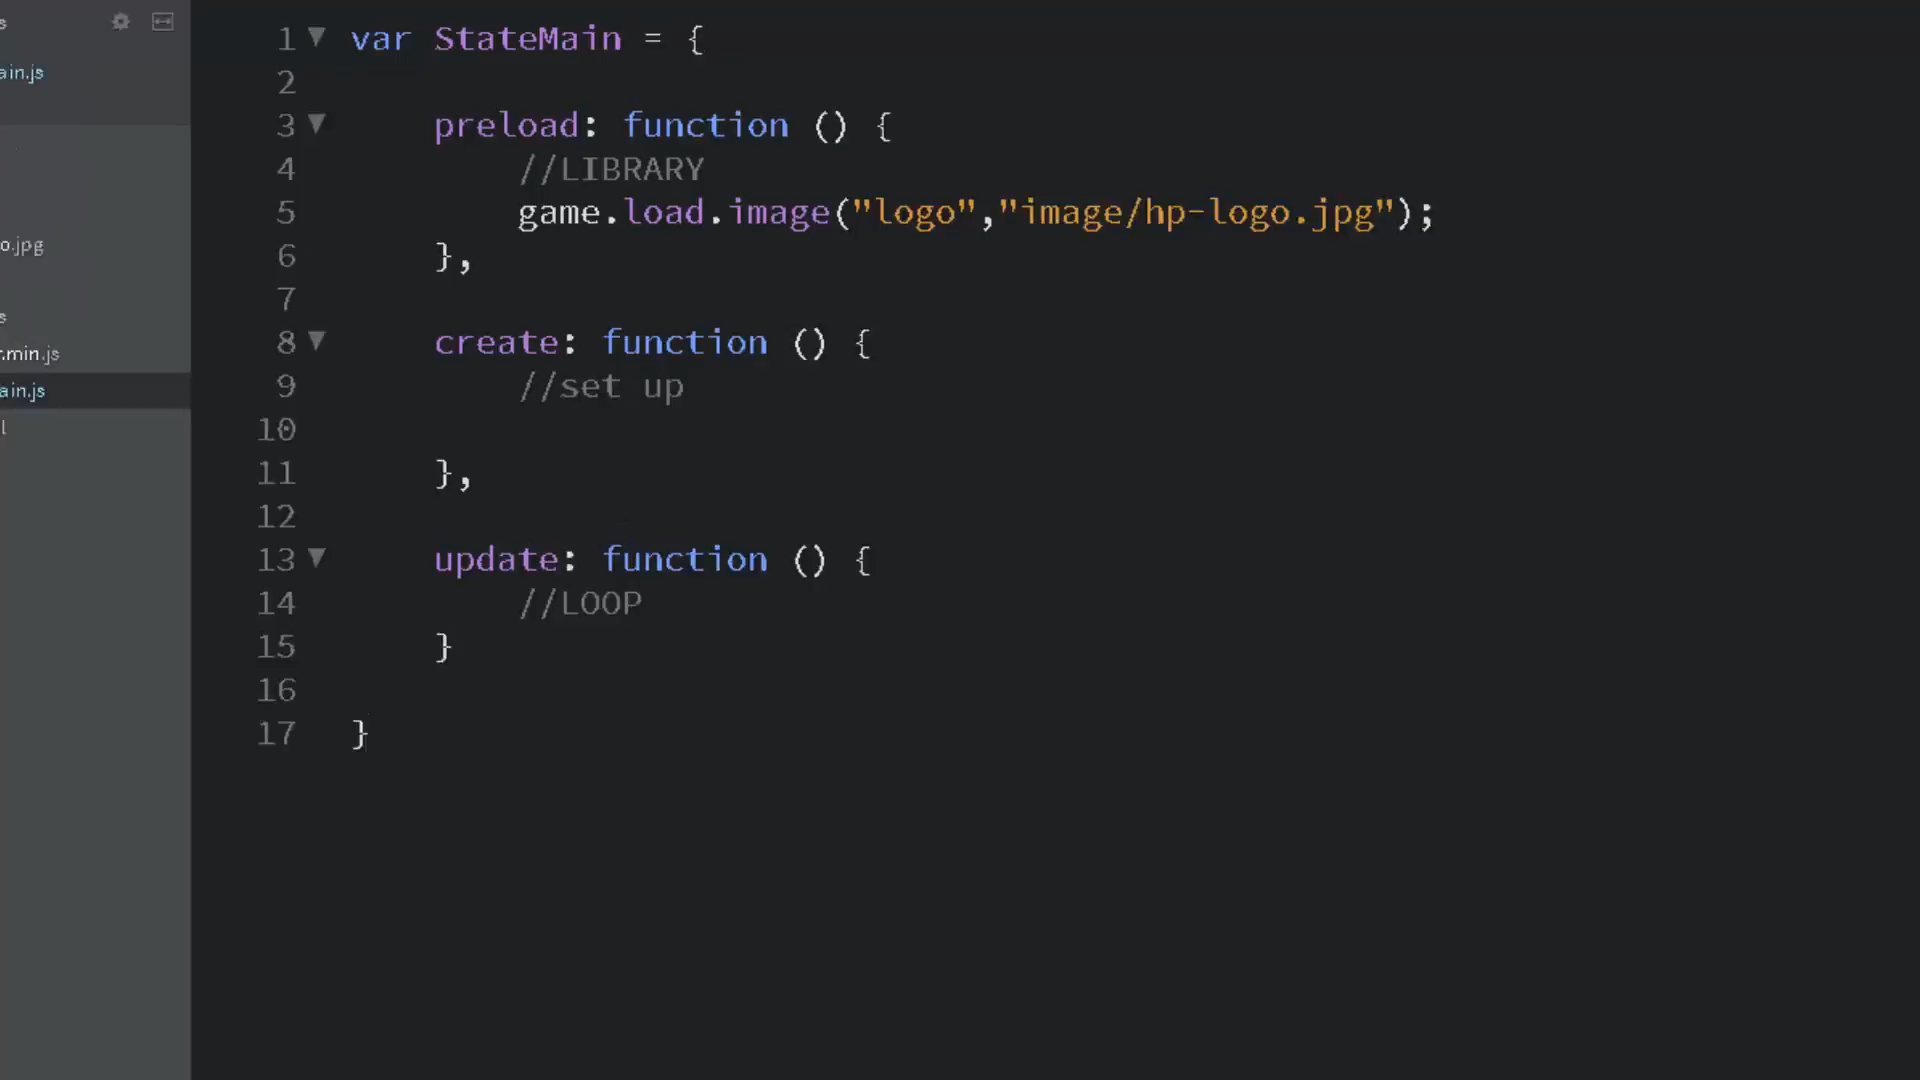 1 var StateMain = {
2
3 preload: function () {
4 //LIBRARY
5 game.load.image("logo","image/hp-logo.jpg");
6 },
7
8 create: function () {
9 //set up
10
11 },
12
13 update: function () {
14 //LOOP
15 }
16
17 }
s
ain.js
o.jpg
s
r.min.js
ain.js
l